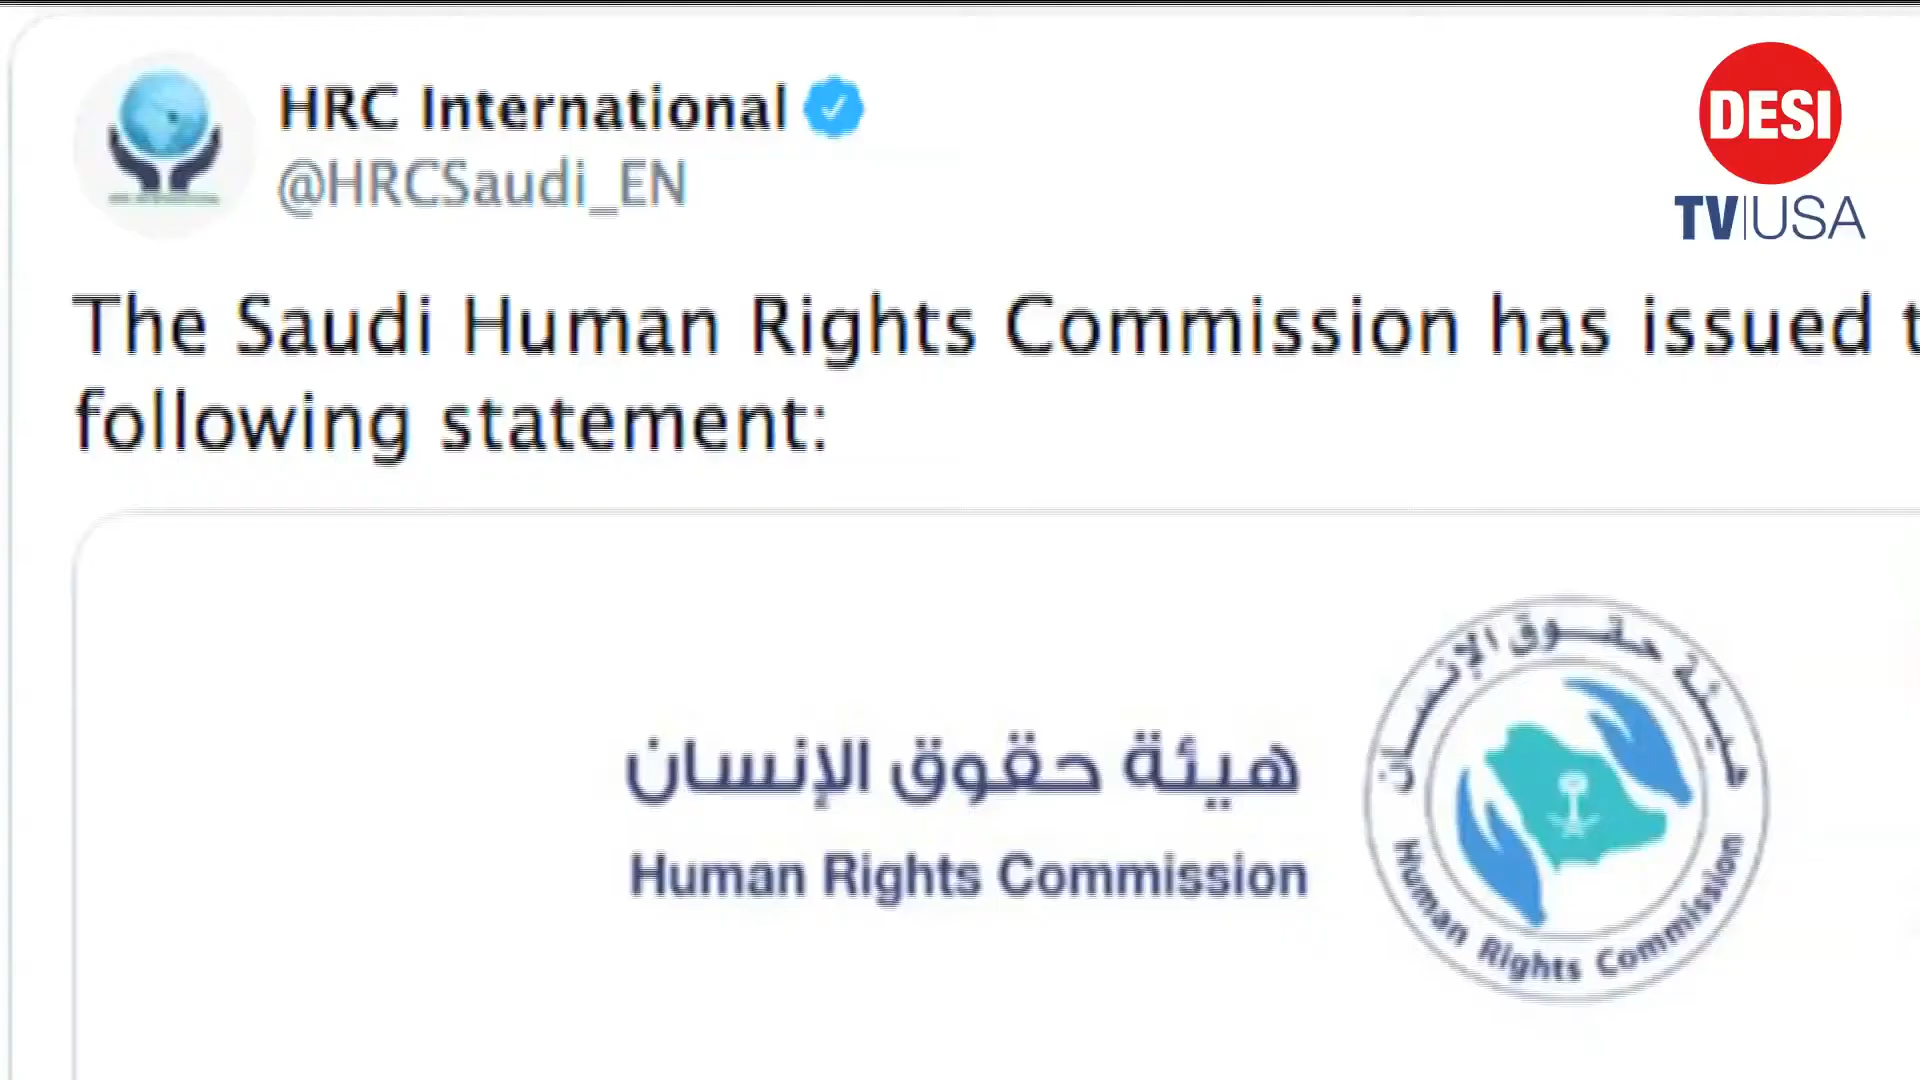 HRC International
@HRCSaudi_EN
DESI
TV|USA
The Saudi Human Rights Commission has issued t
following statement:
هيئة حقوق الإنسان
Human Rights Commission
هيئة حقوق الإنسان
Human Rights Commission